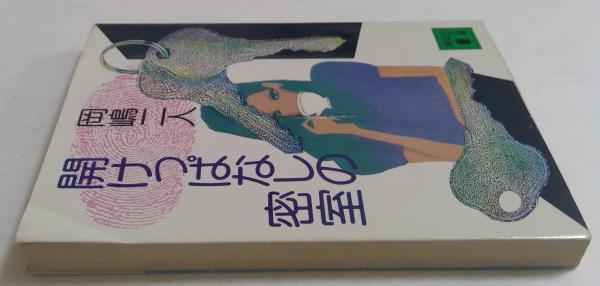 開けっぱなしの
密室
岡嶋二人